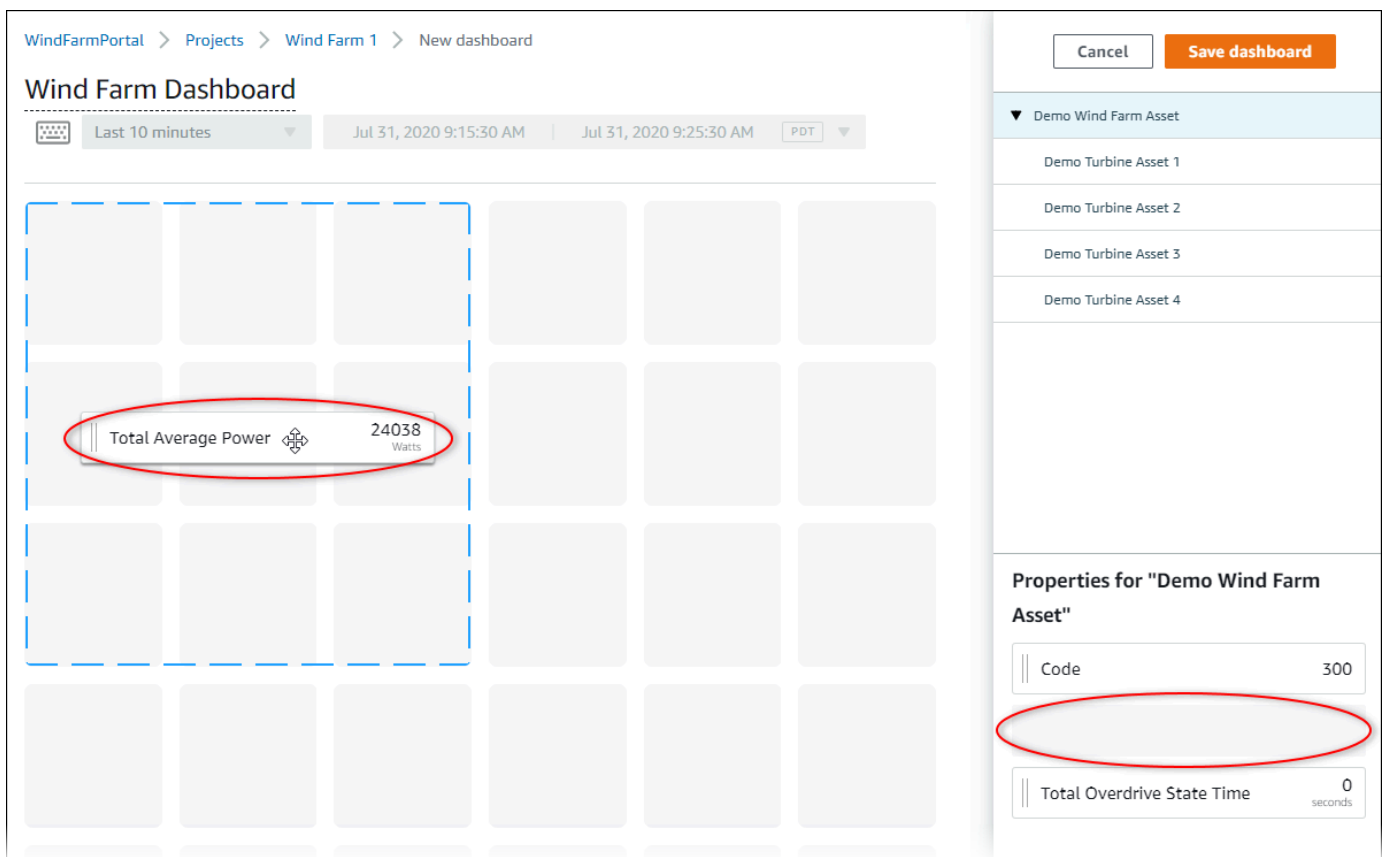 WindFarmPortal > Projects > Wind Farm 1 > New dashboard
Wind Farm Dashboard
Last 10 minutes Jul 31, 2020 9:15:30 AM Jul 31, 2020 9:25:30 AM PDT
Total Average Power 24038
Watts
Cancel Save dashboard
Demo Wind Farm Asset
Demo Turbine Asset 1
Demo Turbine Asset 2
Demo Turbine Asset 3
Demo Turbine Asset 4
Properties for "Demo Wind Farm
Asset"
Code 300
Total Overdrive State Time 0
seconds